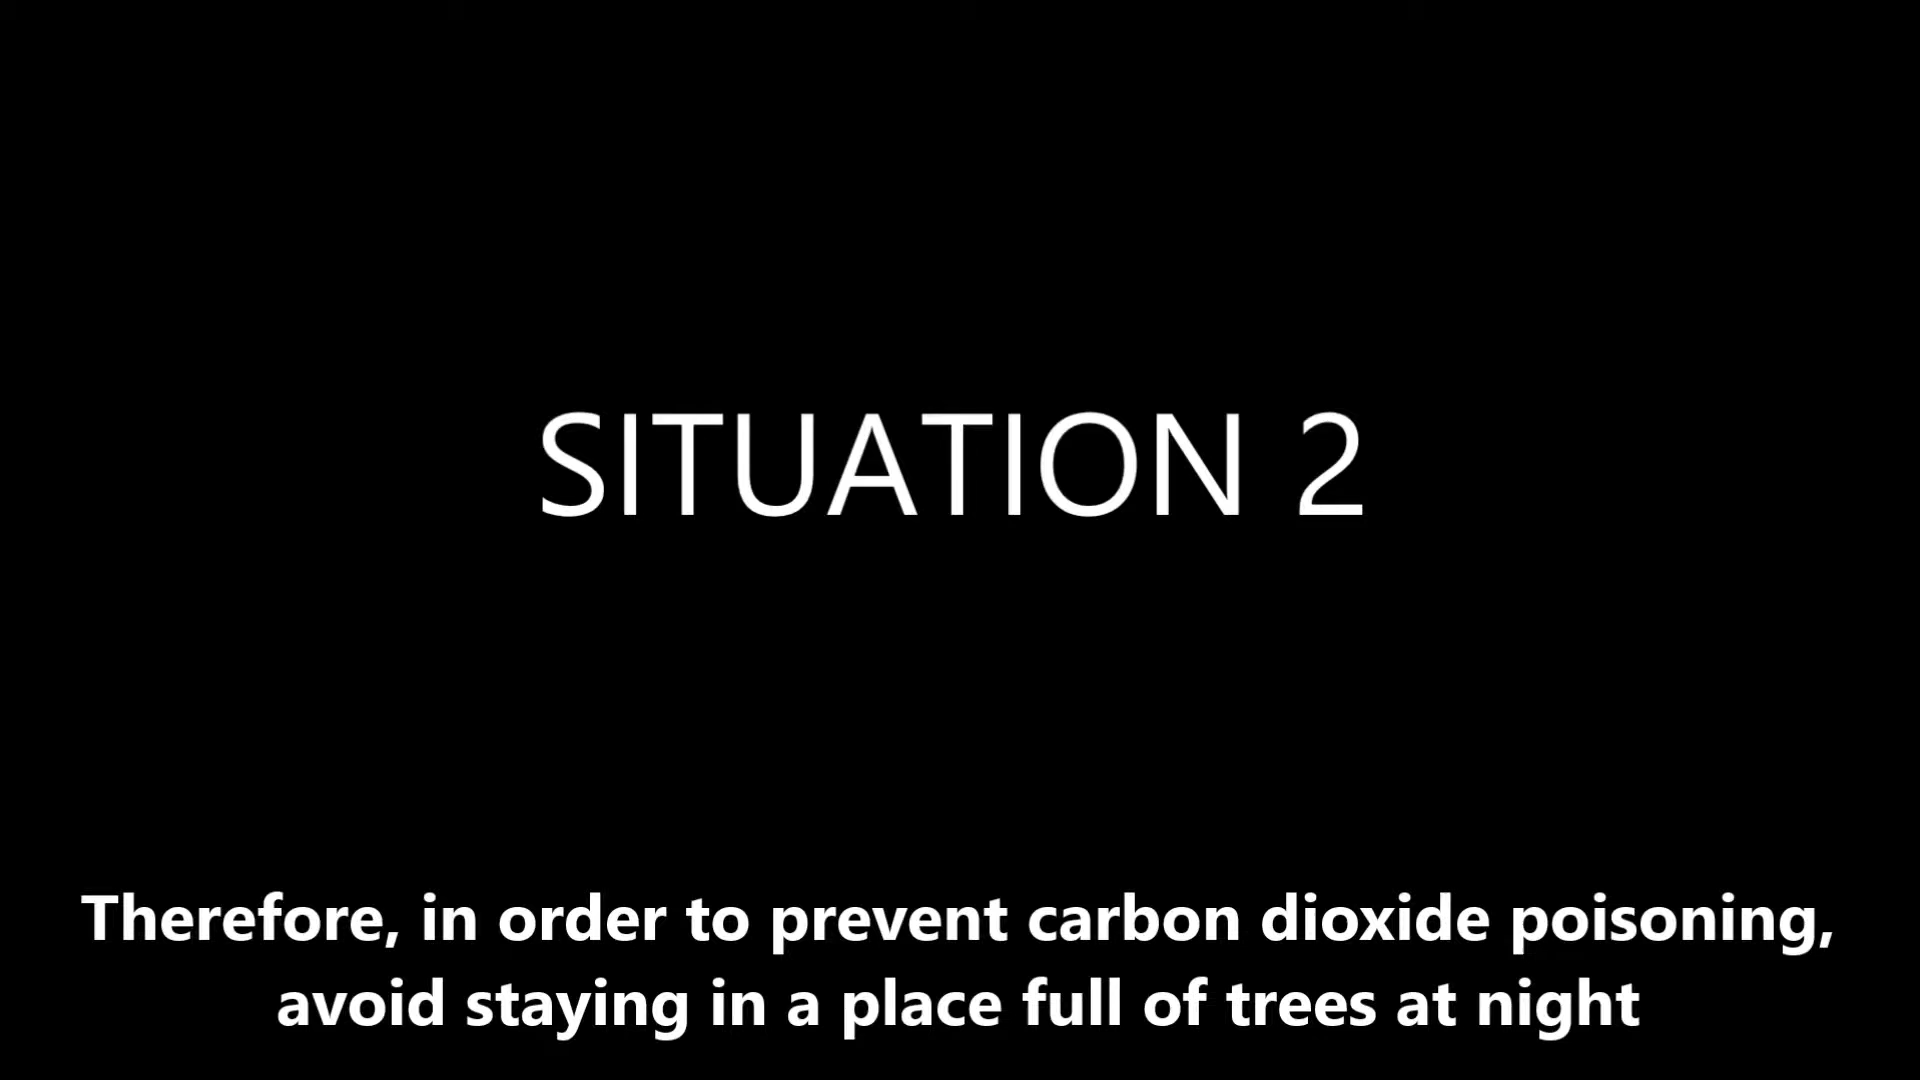 SITUATION 2
Therefore, in order to prevent carbon dioxide poisoning,
avoid staying in a place full of trees at night